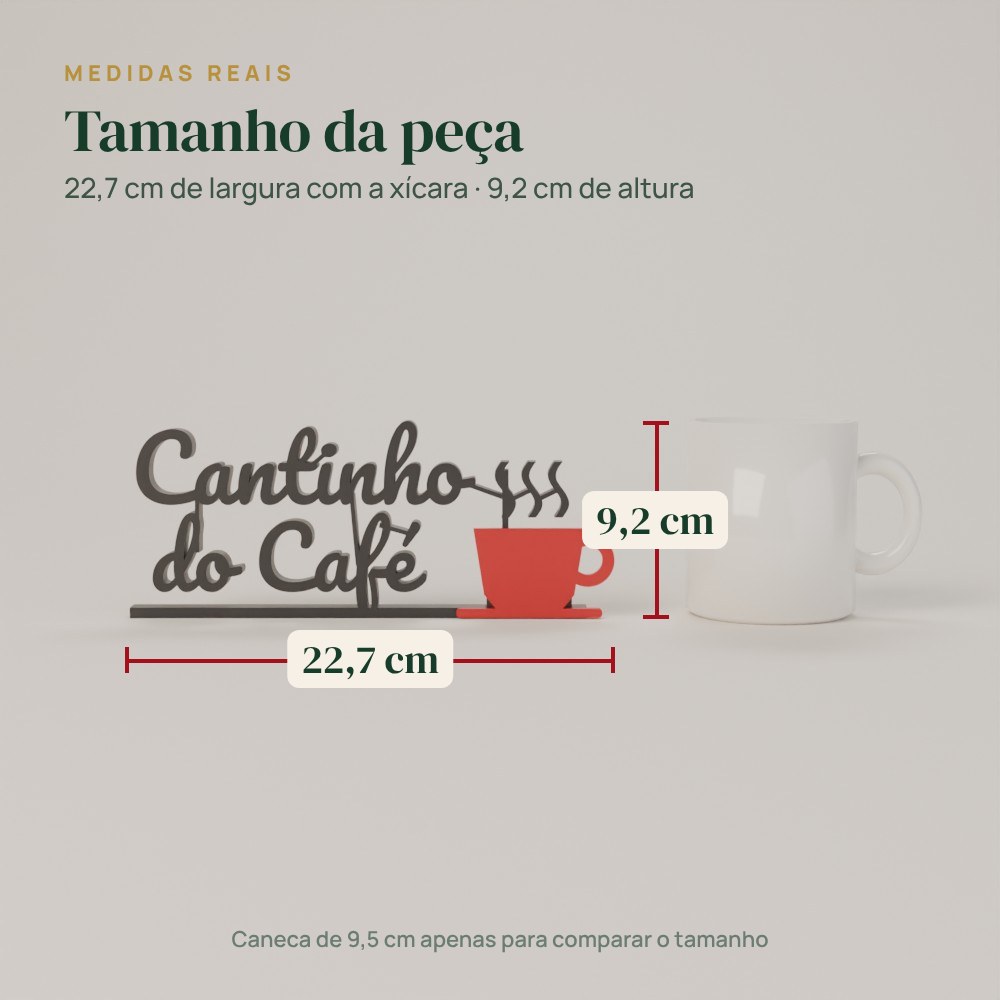 MEDIDAS REAIS
Tamanho da peça
22,7 cm de largura com a xícara · 9,2 cm de altura
Cantinho
do Café
9,2 cm
22,7 cm
Caneca de 9,5 cm apenas para comparar o tamanho